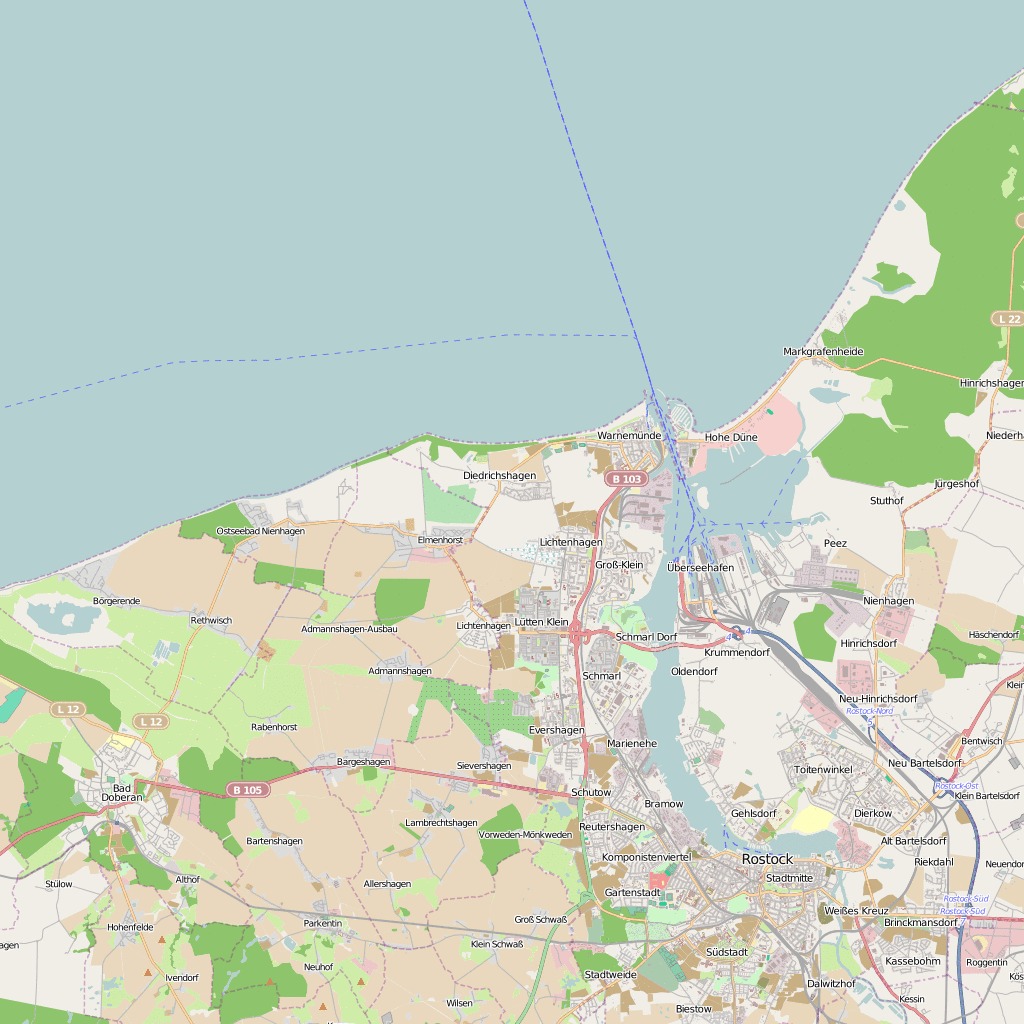 L 22
Markgrafenheide
Hinrichshagen
Warnemünde
Hohe Düne
B 103
Diedrichshagen
Jürgeshof
Stuthof
Ostseebad Nienhagen
Elmenhorst
Lichtenhagen
Peez
Groß-Klein
Überseehafen
Börgerende
Nienhagen
Rethwisch
Admannshagen-Ausbau
Lichtenhagen
Lütten Klein
Schmarl Dorf
4
4
Häschendorf
Hinrichsdorf
Krummendorf
Admannshagen
Schmarl
Oldendorf
Klein
Neu-Hinrichsdorf
L 12
L 12
Rostock-Nord
5
Rabenhorst
Evershagen
Marienehe
Bentwisch
Bargeshagen
Sievershagen
Toitenwinkel
Neu Bartelsdorf
Bad
Doberan
B 105
Schutow
Rostock-Ost
Klein Bartelsdorf
Bramow
Gehlsdorf
Dierkow
Lambrechtshagen
Vorweden-Mönkweden
Reutershagen
Bartenshagen
Alt Bartelsdorf
Komponistenviertel
Rostock
Riekdahl
Stülow
Althof
Allershagen
Gartenstadt
Stadtmitte
Rostock-Süd
Rostock-Süd
Weißes Kreuz
Groß Schwaß
Brinckmansdorf
Hohenfelde
Parkentin
Klein Schwaß
Südstadt
Kassebohm
Roggentin
Ivendorf
Neuhof
Stadtweide
Dalwitzhof
Wilsen
Biestow
Kessin